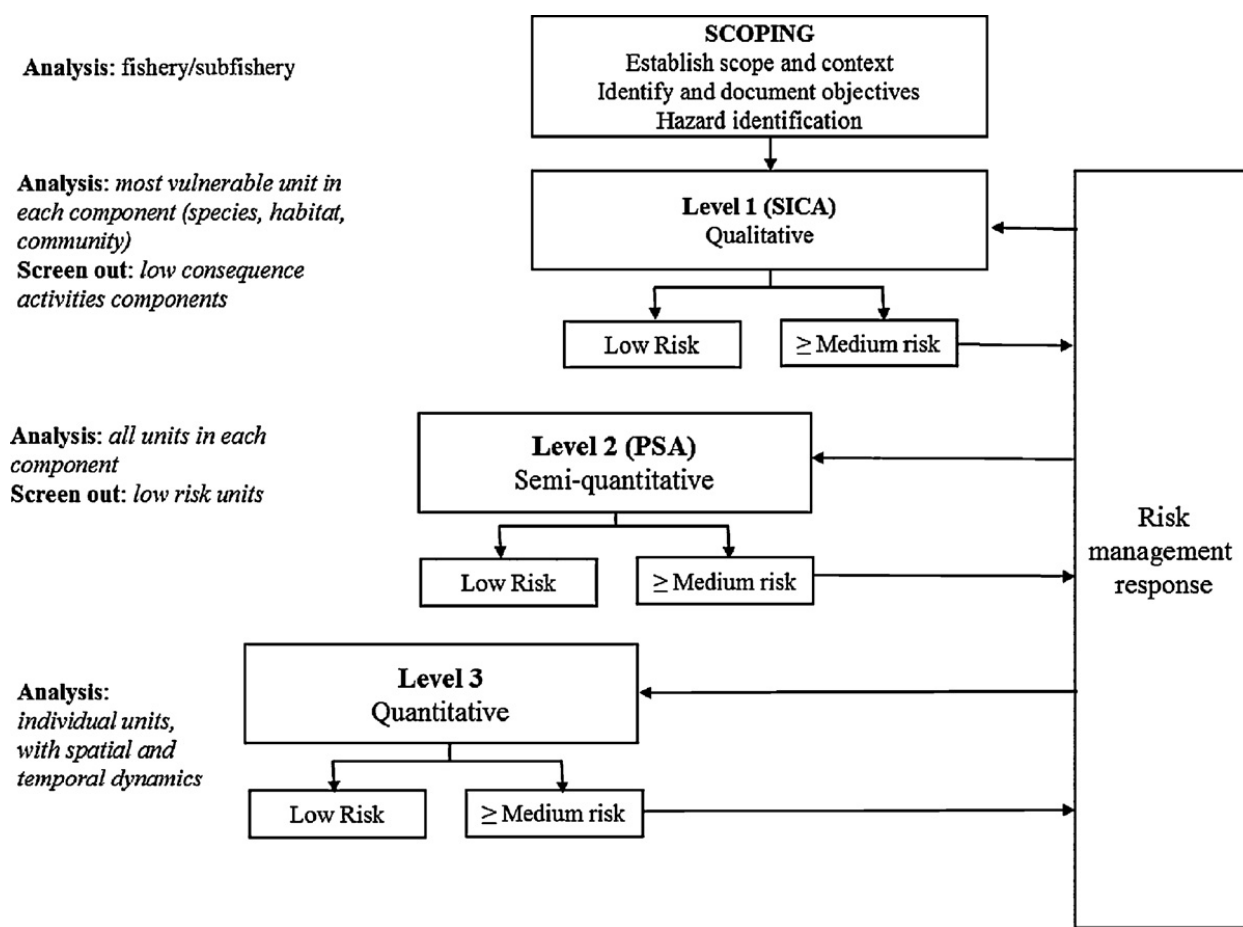 SCOPING
Establish scope and context
Identify and document objectives
Hazard identification
Analysis: fishery/subfishery
Analysis: most vulnerable unit in
each component (species, habitat,
community)
Screen out: low consequence
activities components
Level 1 (SICA)
Qualitative
Low Risk
≥ Medium risk
Analysis: all units in each
component
Screen out: low risk units
Level 2 (PSA)
Semi-quantitative
Low Risk
≥ Medium risk
Risk
management
response
Analysis:
individual units,
with spatial and
temporal dynamics
Level 3
Quantitative
Low Risk
≥ Medium risk